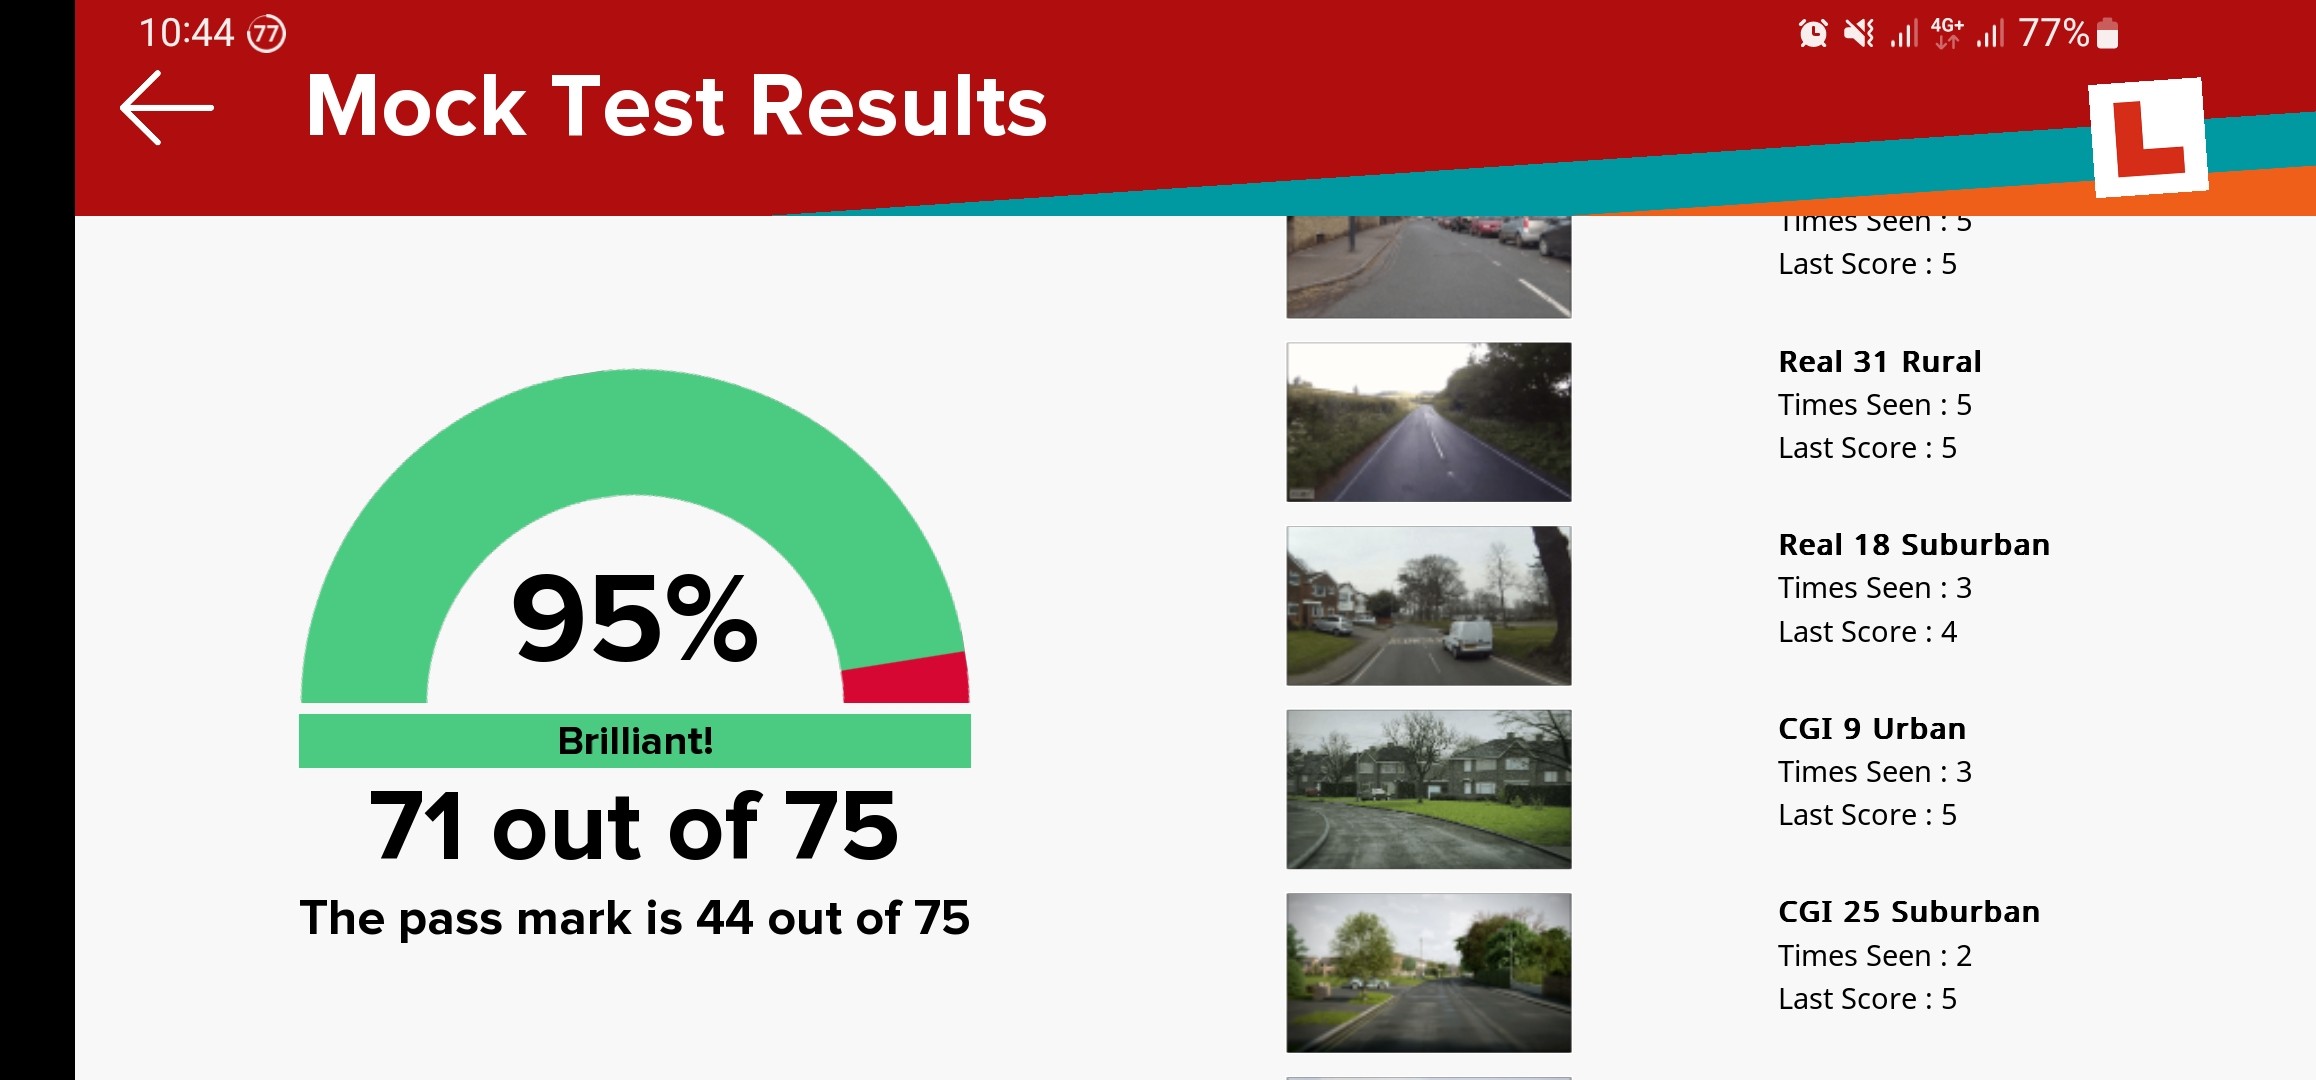 10:44 77
4G+ 77%
Mock Test Results
L
95%
Brilliant!
71 out of 75
The pass mark is 44 out of 75
Times Seen : 5
Last Score : 5
Real 31 Rural
Times Seen : 5
Last Score : 5
Real 18 Suburban
Times Seen : 3
Last Score : 4
CGI 9 Urban
Times Seen : 3
Last Score : 5
CGI 25 Suburban
Times Seen : 2
Last Score : 5